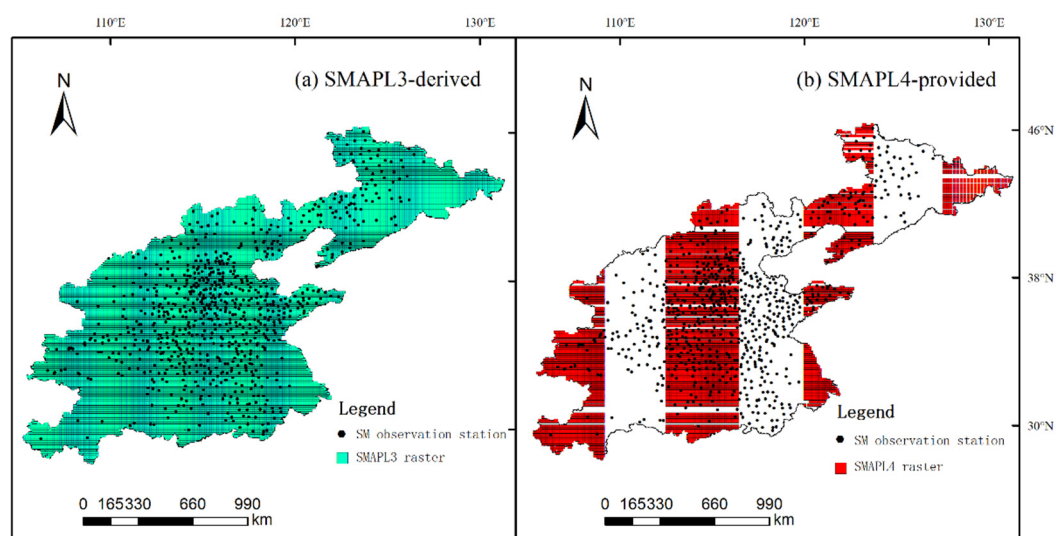 110°E 120°E 130°E 110°E 120°E 130°E
(a) SMAPL3-derived
(b) SMAPL4-provided
N
N
46°N
38°N
30°N
Legend
SM observation station
SMAPL3 raster
Legend
SM observation station
SMAPL4 raster
0 165330 660 990
km
0 165330 660 990
km